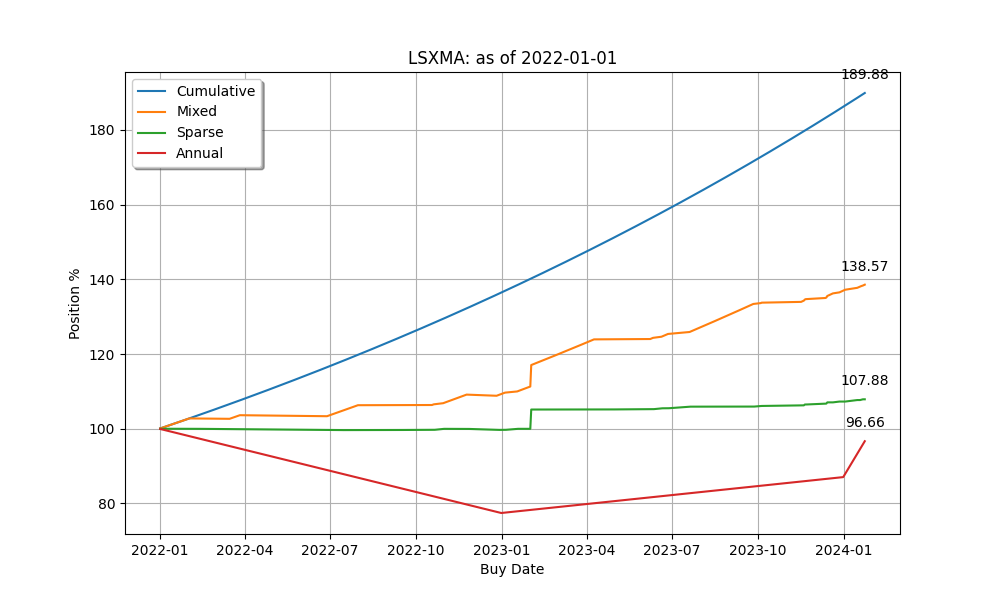 LSXMA: as of 2022-01-01
189.88
Cumulative
Mixed
Sparse
Annual
180
160
140
120
100
80
138.57
107.88
96.66
Position %
2022-01 2022-04 2022-07 2022-10 2023-01 2023-04 2023-07 2023-10 2024-01
Buy Date